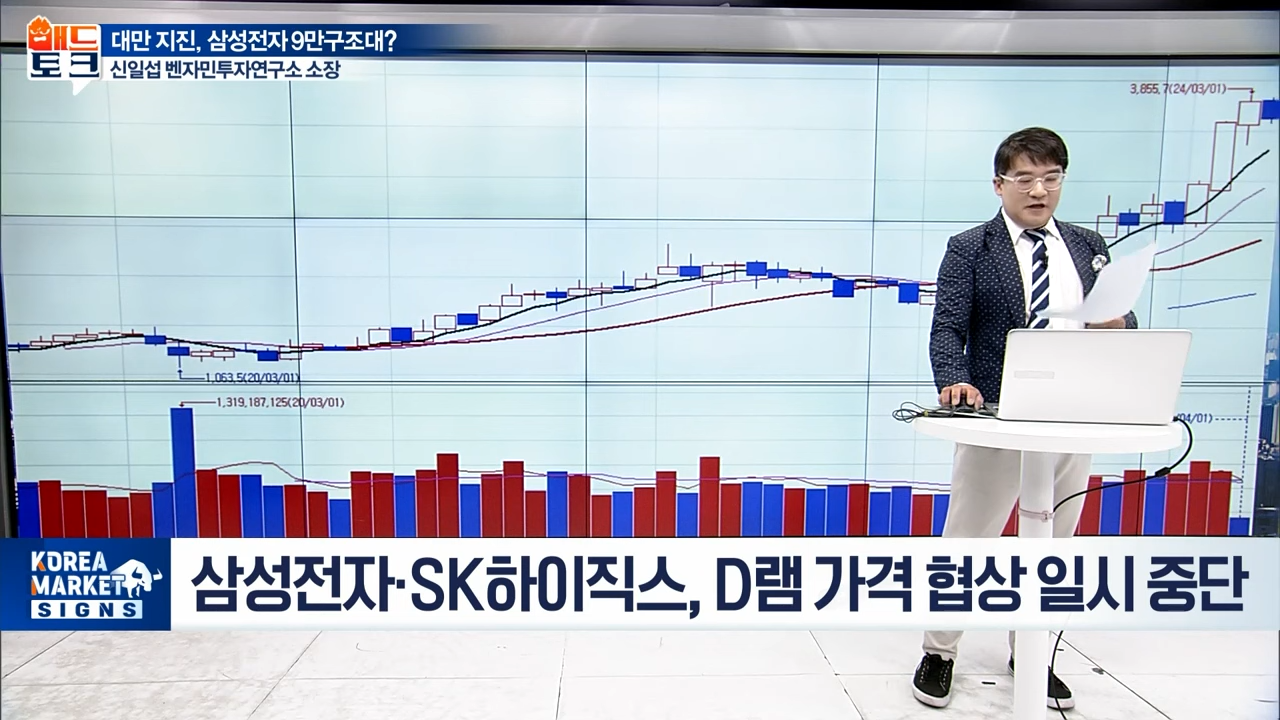 해드
토크
대만 지진, 삼성전자 9만구조대?
신일섭 벤자민투자연구소 소장
3,855,7(24/03/01)
1,063,5(20/03/01)
1,319,187,125(20/03/01)
04/01)
KOREA
MARKET
SIGNS
삼성전자·SK하이닉스, D램 가격 협상 일시 중단